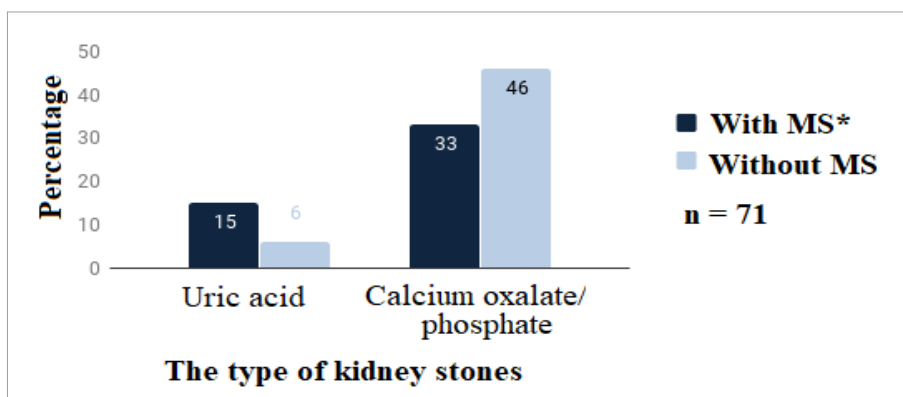 50
40
30
20
10
0
Percentage
15
6
33
46
Uric acid
Calcium oxalate/
phosphate
The type of kidney stones
With MS*
Without MS
n = 71